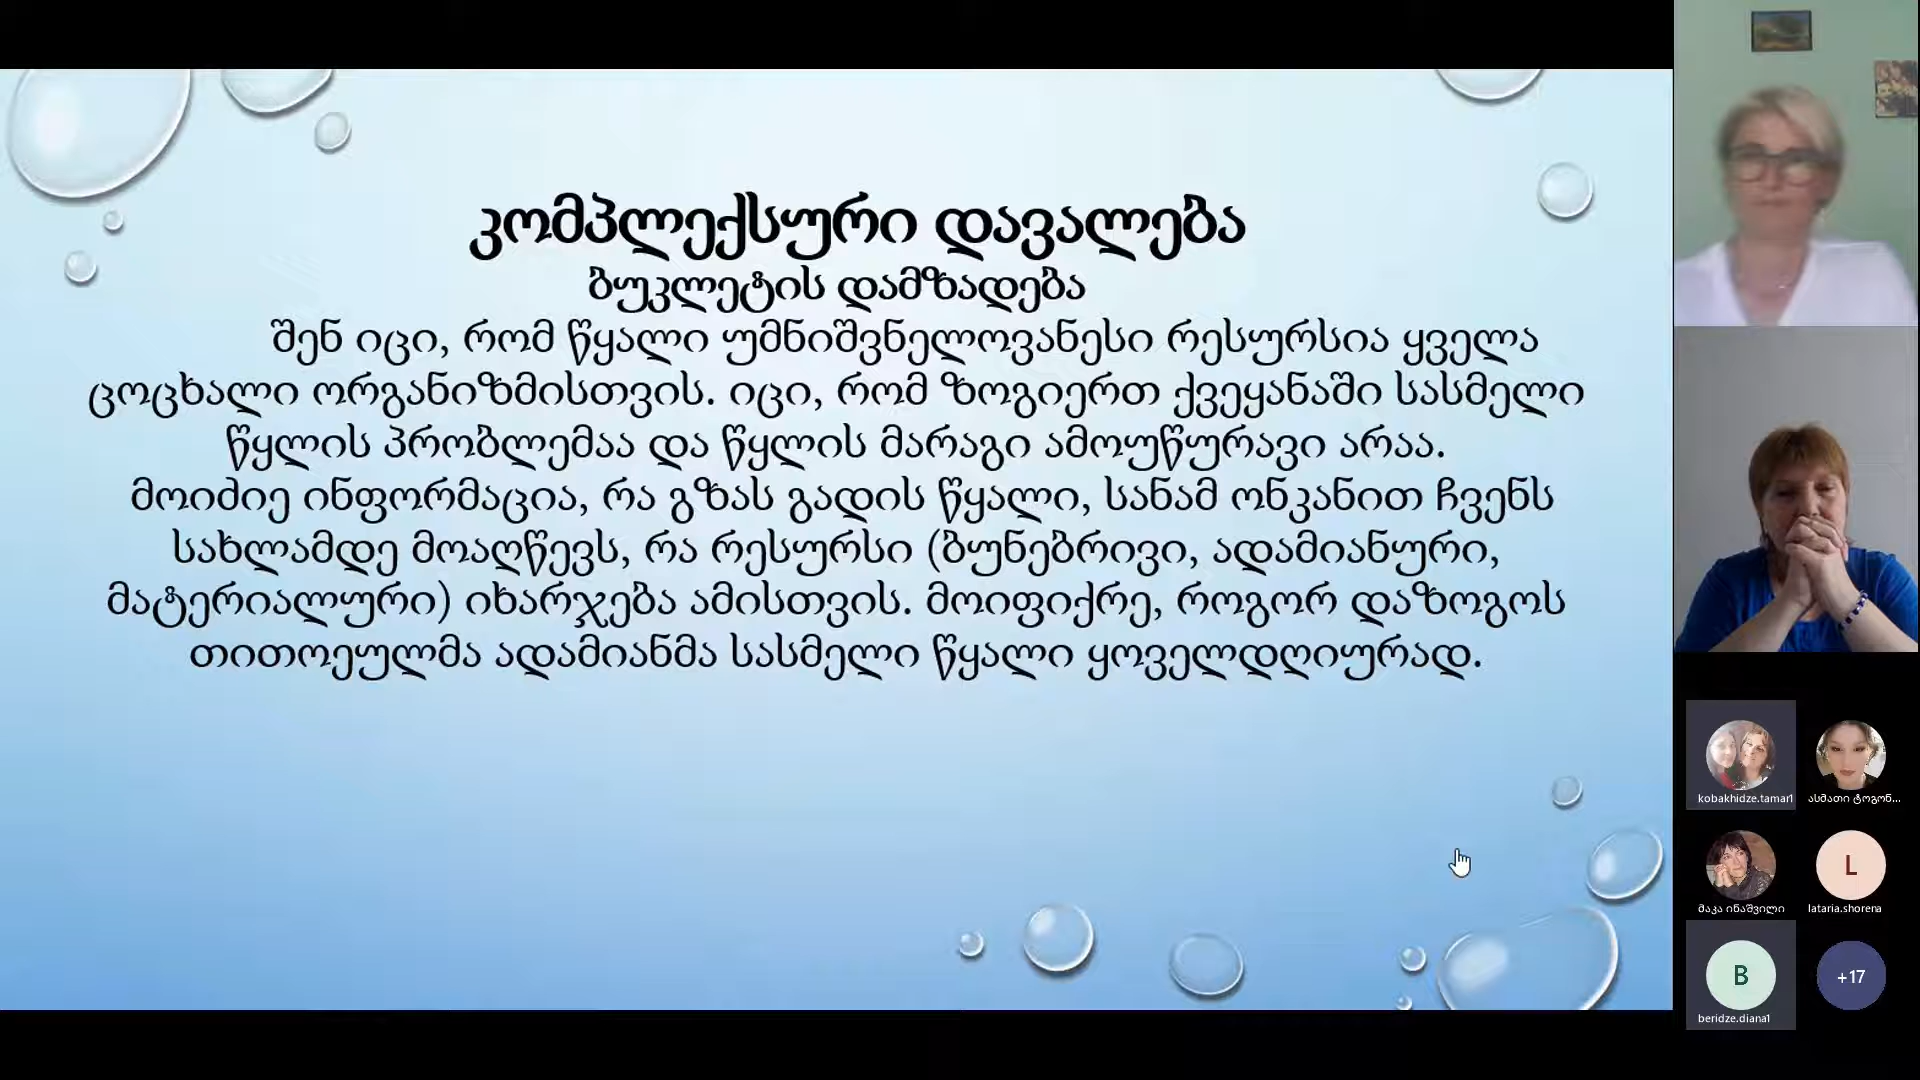 კომპლექსური დავალება
ბუკლეტის დამზადება
შენ იცი, რომ წყალი უმნიშვნელოვანესი რესურსია ყველა
ცოცხალი ორგანიზმისთვის. იცი, რომ ზოგიერთ ქვეყანაში სასმელი
წყლის პრობლემაა და წყლის მარაგი ამოუწურავი არაა.
მოიძიე ინფორმაცია, რა გზას გადის წყალი, სანამ ონკანით ჩვენს
სახლამდე მოაღწევს, რა რესურსი (ბუნებრივი, ადამიანური,
მატერიალური) იხარჯება ამისთვის. მოიფიქრე, როგორ დაზოგოს
თითოეულმა ადამიანმა სასმელი წყალი ყოველდღიურად.
kobakhidze.tamar1
ასმათი ტოგონ...
მაკა ინაშვილი
L
lataria.shorena
B
beridze.diana1
+17